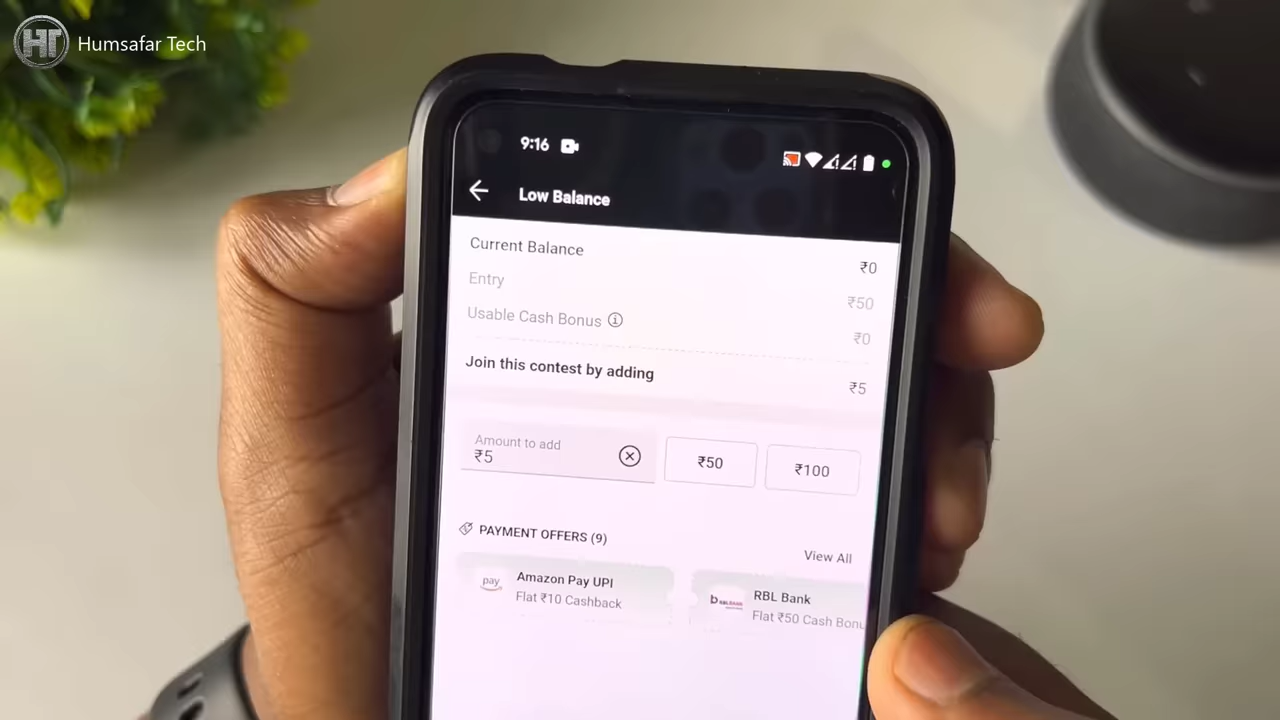 HT Humsafar Tech
9:16
Low Balance
Current Balance ₹0
Entry ₹50
Usable Cash Bonus ₹0
Join this contest by adding ₹5
Amount to add
₹5
₹50
₹100
PAYMENT OFFERS (9)
View All
pay
Amazon Pay UPI
Flat ₹10 Cashback
RBL Bank
Flat ₹50 Cash Bonu